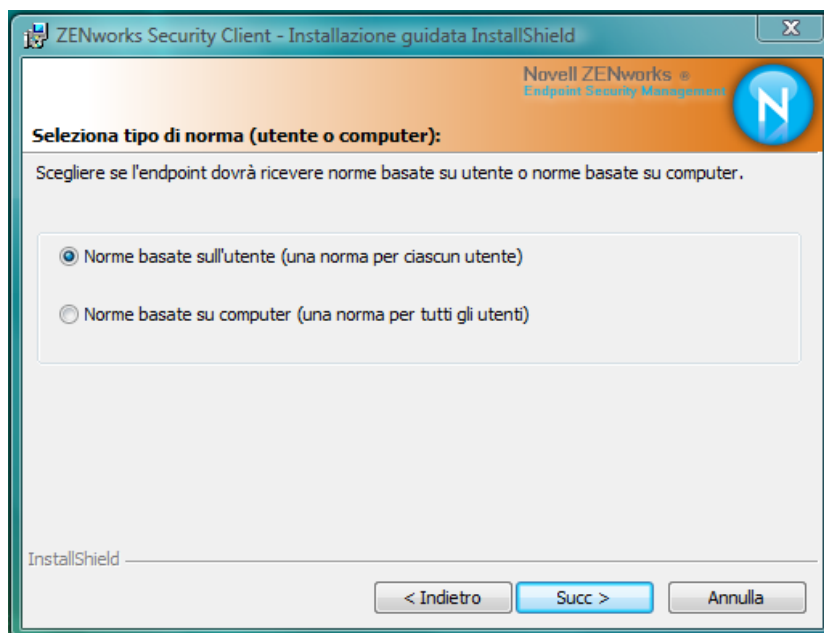 ZENworks Security Client - Installazione guidata InstallShield
Novell ZENworks ®
Endpoint Security Management
N
Seleziona tipo di norma (utente o computer):
Scegliere se l'endpoint dovrà ricevere norme basate su utente o norme basate su computer.
Norme basate sull'utente (una norma per ciascun utente)
Norme basate su computer (una norma per tutti gli utenti)
InstallShield
< Indietro
Succ >
Annulla